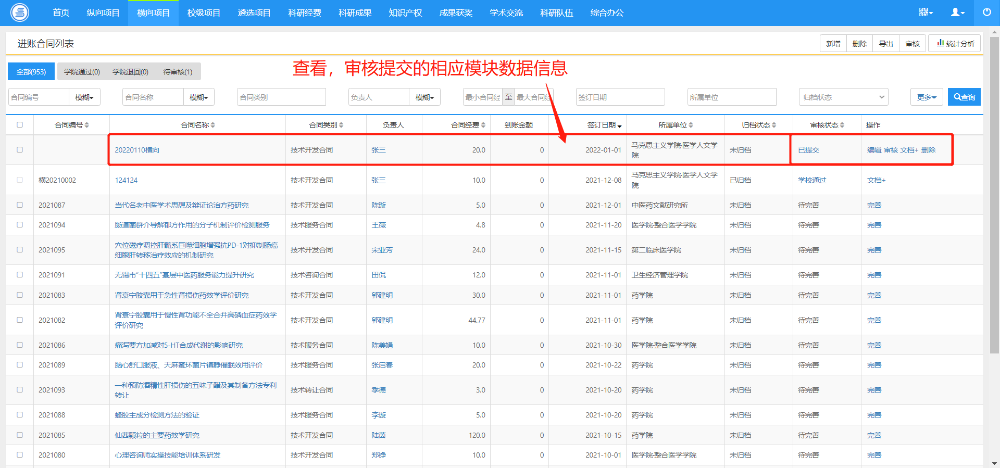 首页 纵向项目 横向项目 校级项目 遴选项目 科研经费 科研成果 知识产权 成果获奖 学术交流 科研队伍 综合办公
进账合同列表 新增 删除 导出 审核 统计分析
全部(953) 学院通过(0) 学院退回(0) 待审核(1)
查看，审核提交的相应模块数据信息
合同编号 模糊 合同名称 模糊 合同类别 负责人 模糊 最小合同经 至 最大合同经 签订日期 所属单位 归档状态 更多 查询
合同编号 合同名称 合同类别 负责人 合同经费 到账金额 签订日期 所属单位 归档状态 审核状态 操作
20220110横向 技术开发合同 张三 20.0 0 2022-01-01 马克思主义学院·医学人文学
院 未归档 已提交 编辑 审核 文档+ 删除
横20210002 124124 技术开发合同 张三 10.0 0 2021-12-08 马克思主义学院·医学人文学
院 已归档 学校通过 文档+
2021087 当代名老中医学术思想及辩证论治方药研究 技术开发合同 陈璇 5.0 0 2021-12-01 中医药文献研究所 未归档 待完善 完善
2021094 肠道菌群介导解郁方作用的分子机制评价检测服务 技术服务合同 王薇 4.8 0 2021-11-20 医学院·整合医学学院 未归档 待完善 完善
2021095 穴位磁疗调控肝髓系巨噬细胞增强抗PD-1对抑制肠癌
细胞肝转移治疗效应的机制研究 技术开发合同 宋亚芳 24.0 0 2021-11-15 第二临床医学院 未归档 待完善 完善
2021091 无锡市“十四五”基层中医药服务能力提升研究 技术咨询合同 田侃 12.0 0 2021-11-01 卫生经济管理学院 未归档 待完善 完善
2021083 肾衰宁胶囊用于急性肾损伤药效学评价研究 技术开发合同 郭建明 30.0 0 2021-11-01 药学院 未归档 待完善 完善
2021082 肾衰宁胶囊用于慢性肾功能不全合并高磷血症药效学
评价研究 技术开发合同 郭建明 44.77 0 2021-11-01 药学院 未归档 待完善 完善
2021086 痛泻要方加减对5-HT合成代谢的影响研究 技术服务合同 陈美娟 10.0 0 2021-10-30 医学院·整合医学学院 未归档 待完善 完善
2021089 脑心舒口服液、天麻蜜环菌片镇静催眠效用评价 技术服务合同 张启春 20.0 0 2021-10-22 药学院 未归档 待完善 完善
2021093 一种预防酒精性肝损伤的五味子醋及其制备方法专利
转让 技术转让合同 季德 3.0 0 2021-10-20 药学院 未归档 待完善 完善
2021088 蜂胶主成分检测方法的验证 技术服务合同 李璇 5.0 0 2021-10-20 药学院 未归档 待完善 完善
2021085 仙茜颗粒的主要药效学研究 技术开发合同 陆茵 120.0 0 2021-10-15 药学院 未归档 待完善 完善
2021080 心理咨询师实操技能培训体系研发 技术开发合同 郑铮 10.0 0 2021-10-01 医学院·整合医学学院 未归档 待完善 完善